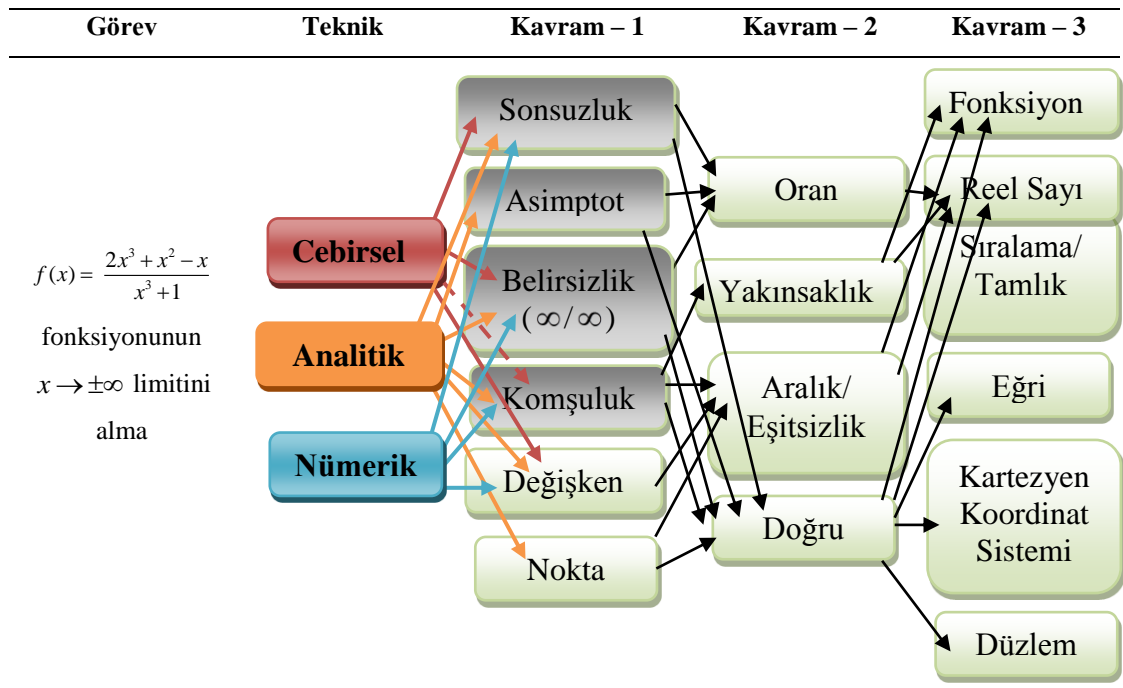 Görev Teknik Kavram – 1 Kavram – 2 Kavram – 3
f(x) = (2x³ + x² − x) / (x³ + 1)
fonksiyonunun
x → ±∞ limitini
alma
Cebirsel
Analitik
Nümerik
Sonsuzluk
Asimptot
Belirsizlik
(∞/∞)
Komşuluk
Değişken
Nokta
Oran
Yakınsaklık
Aralık/
Eşitsizlik
Doğru
Fonksiyon
Reel Sayı
Sıralama/
Tamlık
Eğri
Kartezyen
Koordinat
Sistemi
Düzlem